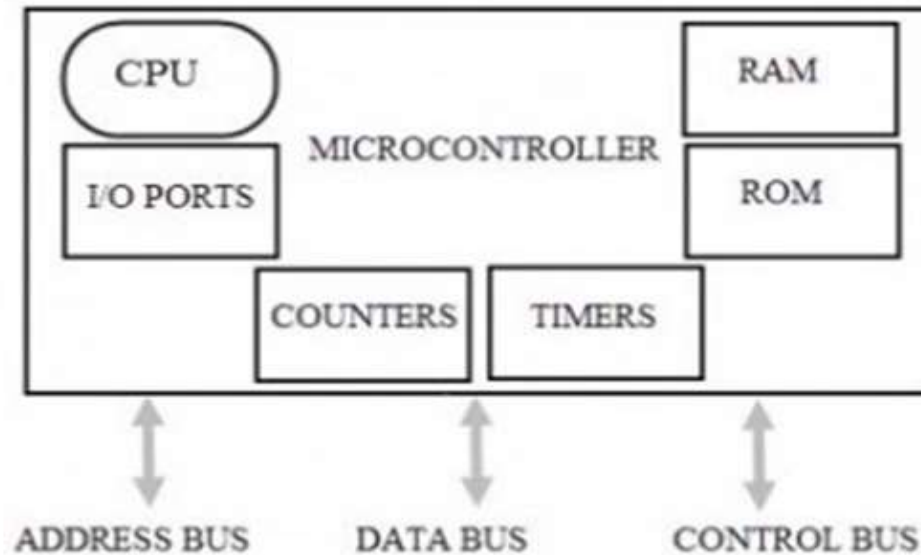 CPU
RAM
MICROCONTROLLER
I/O PORTS
ROM
COUNTERS
TIMERS
ADDRESS BUS
DATA BUS
CONTROL BUS